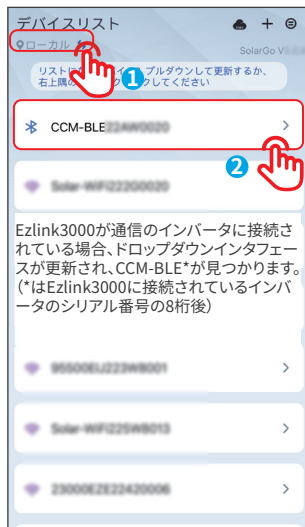 デバイスリスト
ローカル
SolarGo V
リストに プルダウンして更新するか、
右上隅の クしてください
1
CCM-BLE
2
Solar-WiFi222G0020
Ezlink3000が通信のインバータに接続さ
れている場合、ドロップダウンインタフェー
スが更新され、CCM-BLE*が見つかります。
(*はEzlink3000に接続されているインバ
ータのシリアル番号の8桁後)
Solar-WiFi225W8013
23000EZE22420006